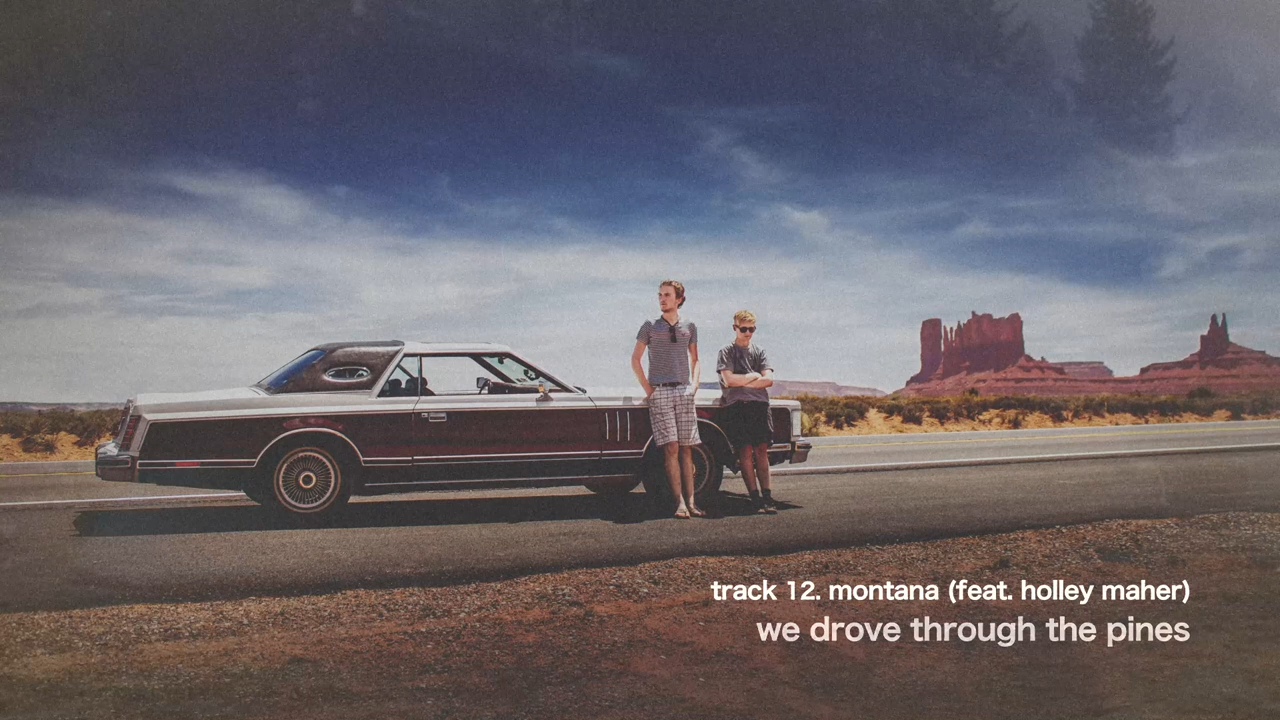 track 12. montana (feat. holley maher)
we drove through the pines